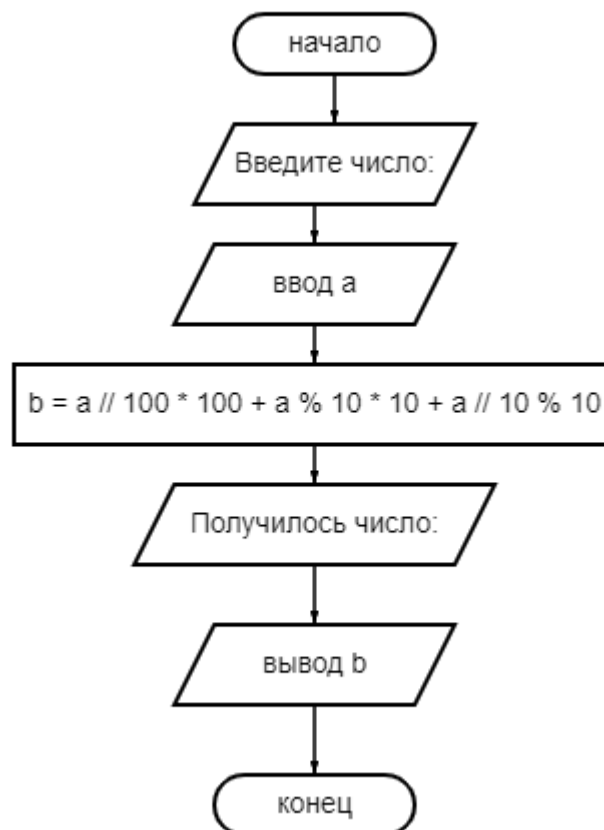 начало
Введите число:
ввод a
b = a // 100 * 100 + a % 10 * 10 + a // 10 % 10
Получилось число:
вывод b
конец